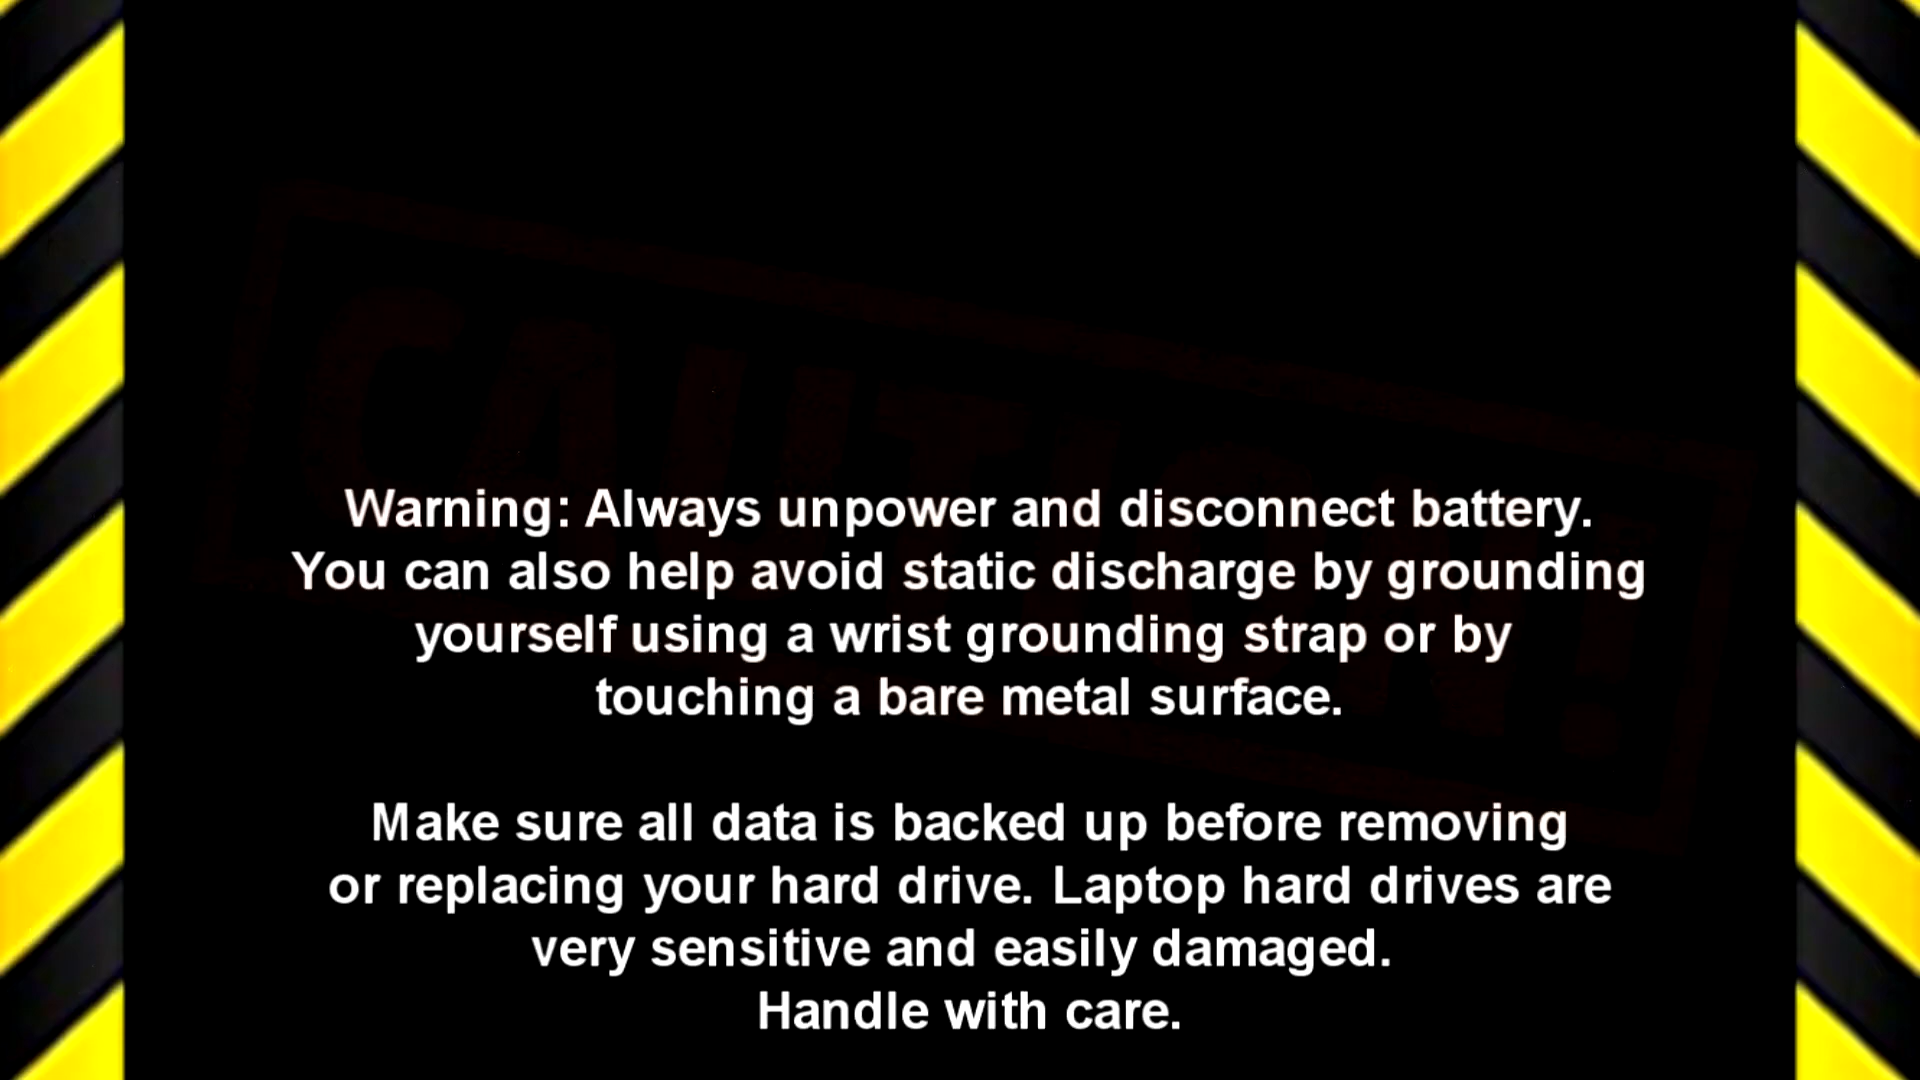 CAUTION!
Warning: Always unpower and disconnect battery.
You can also help avoid static discharge by grounding
yourself using a wrist grounding strap or by
touching a bare metal surface.
Make sure all data is backed up before removing
or replacing your hard drive. Laptop hard drives are
very sensitive and easily damaged.
Handle with care.